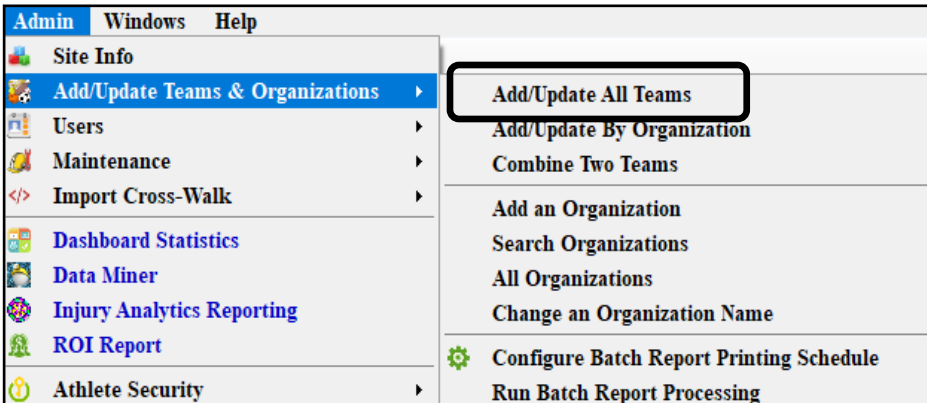 Admin Windows Help
Site Info
Add/Update Teams & Organizations
Users
Maintenance
Import Cross-Walk
Dashboard Statistics
Data Miner
Injury Analytics Reporting
ROI Report
Athlete Security
Add/Update All Teams
Add/Update By Organization
Combine Two Teams
Add an Organization
Search Organizations
All Organizations
Change an Organization Name
Configure Batch Report Printing Schedule
Run Batch Report Processing